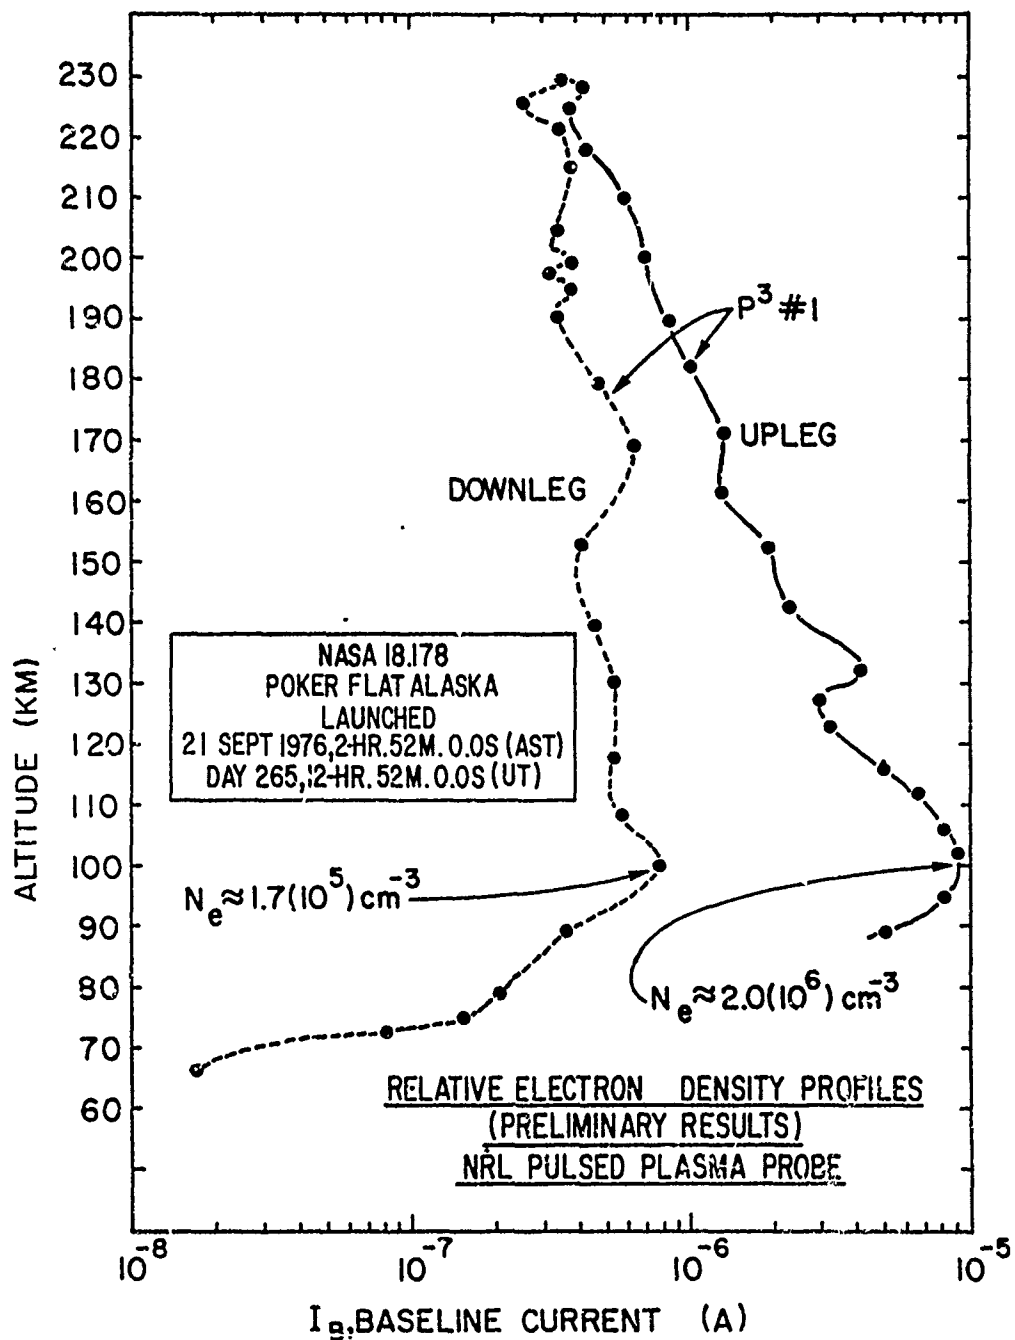 230
220
210
200
190
180
170
160
150
140
130
120
110
100
90
80
70
60
ALTITUDE (KM)
P³ #1
UPLEG
DOWNLEG
NASA 18.178
POKER FLAT ALASKA
LAUNCHED
21 SEPT 1976, 2-HR. 52M. 0.0S (AST)
DAY 265, 12-HR. 52M. 0.0S (UT)
Nₑ ≈ 1.7(10⁵) cm⁻³
Nₑ ≈ 2.0(10⁶) cm⁻³
RELATIVE ELECTRON DENSITY PROFILES
(PRELIMINARY RESULTS)
NRL PULSED PLASMA PROBE
10⁻⁸ 10⁻⁷ 10⁻⁶ 10⁻⁵
I_B, BASELINE CURRENT (A)